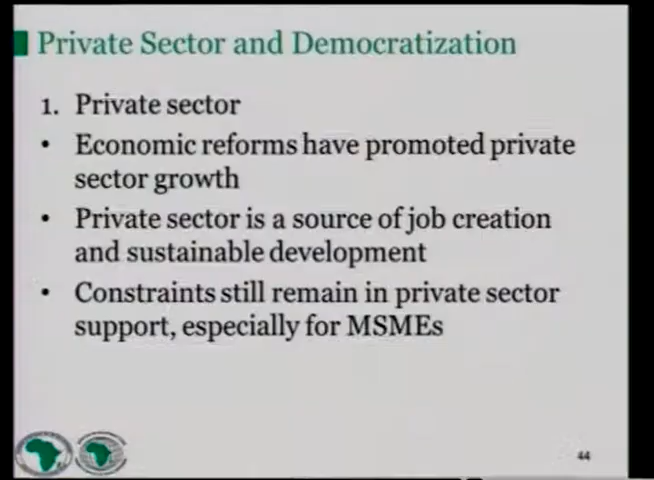 Private Sector and Democratization
1. Private sector
• Economic reforms have promoted private
sector growth
• Private sector is a source of job creation
and sustainable development
• Constraints still remain in private sector
support, especially for MSMEs
44